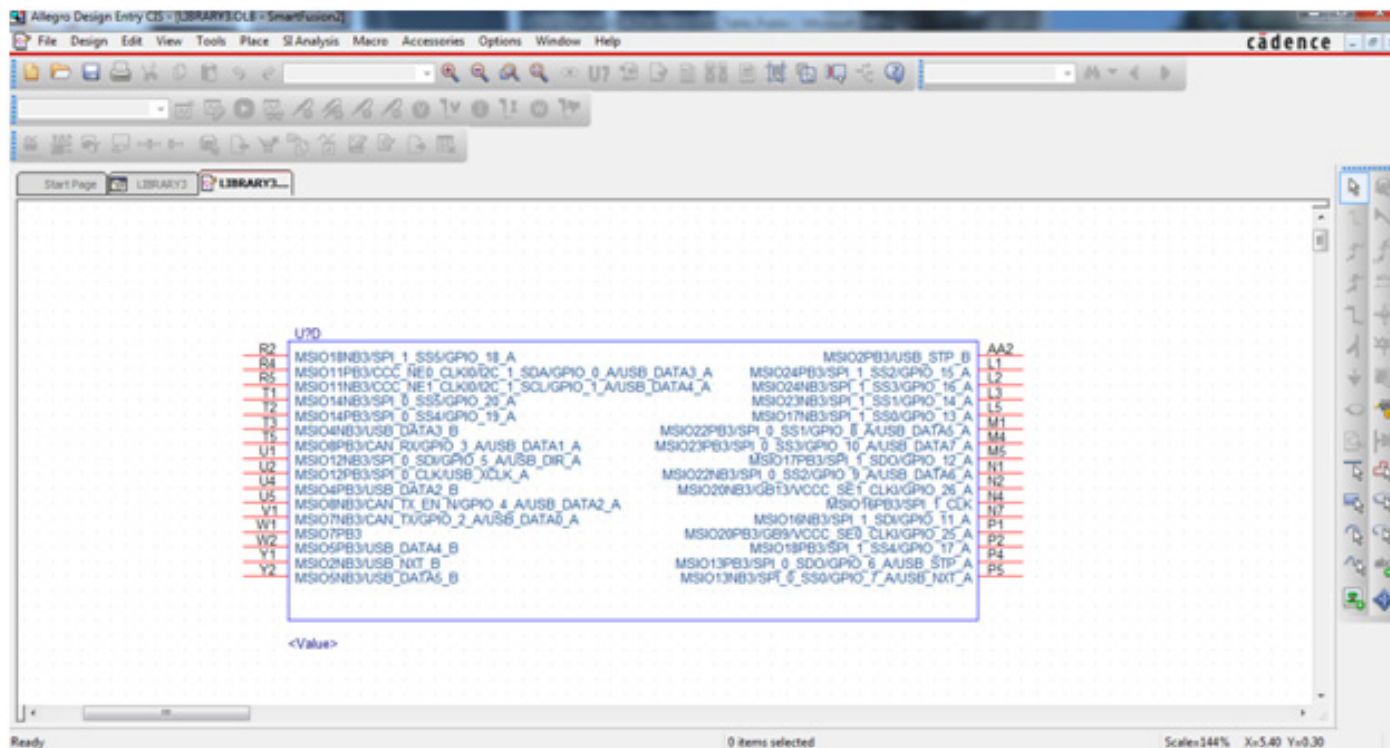 Allegro Design Entry CIS - [LIBRARY3.OLB - SmartFusion2]
File Design Edit View Tools Place SI Analysis Macro Accessories Options Window Help
cādence
U?
Start Page LIBRARY3 LIBRARY3....
U?D
R2 MSIO18NB3/SPI_1_SS5/GPIO_18_A MSIO2PB3/USB_STP_B AA2
R4 MSIO11PB3/CCC_NE0_CLKI0/I2C_1_SDA/GPIO_0_A/USB_DATA3_A MSIO24PB3/SPI_1_SS2/GPIO_15_A L1
R5 MSIO11NB3/CCC_NE1_CLKI0/I2C_1_SCL/GPIO_1_A/USB_DATA4_A MSIO24NB3/SPI_1_SS3/GPIO_16_A L2
T1 MSIO14NB3/SPI_0_SS5/GPIO_20_A MSIO23NB3/SPI_1_SS1/GPIO_14_A L3
T2 MSIO14PB3/SPI_0_SS4/GPIO_19_A MSIO17NB3/SPI_1_SS0/GPIO_13_A L5
T3 MSIO4NB3/USB_DATA3_B MSIO22PB3/SPI_0_SS1/GPIO_8_A/USB_DATA5_A M1
T5 MSIO8PB3/CAN_RX/GPIO_3_A/USB_DATA1_A MSIO23PB3/SPI_0_SS3/GPIO_10_A/USB_DATA7_A M4
U1 MSIO12NB3/SPI_0_SDI/GPIO_5_A/USB_DIR_A MSIO17PB3/SPI_1_SDO/GPIO_12_A M5
U2 MSIO12PB3/SPI_0_CLK/USB_XCLK_A MSIO22NB3/SPI_0_SS2/GPIO_9_A/USB_DATA6_A N1
U4 MSIO4PB3/USB_DATA2_B MSIO20NB3/GB13/VCCC_SE1_CLKI/GPIO_26_A N2
U5 MSIO8NB3/CAN_TX_EN_N/GPIO_4_A/USB_DATA2_A MSIO16PB3/SPI_1_CLK N4
V1 MSIO7NB3/CAN_TX/GPIO_2_A/USB_DATA0_A MSIO16NB3/SPI_1_SDI/GPIO_11_A N7
W1 MSIO7PB3 MSIO20PB3/GB9/VCCC_SE0_CLKI/GPIO_25_A P1
W2 MSIO5PB3/USB_DATA4_B MSIO18PB3/SPI_1_SS4/GPIO_17_A P2
Y1 MSIO2NB3/USB_NXT_B MSIO13PB3/SPI_0_SDO/GPIO_6_A/USB_STP_A P4
Y2 MSIO5NB3/USB_DATA5_B MSIO13NB3/SPI_0_SS0/GPIO_7_A/USB_NXT_A P5
<Value>
Ready 0 items selected Scale=144% X=5.40 Y=0.30